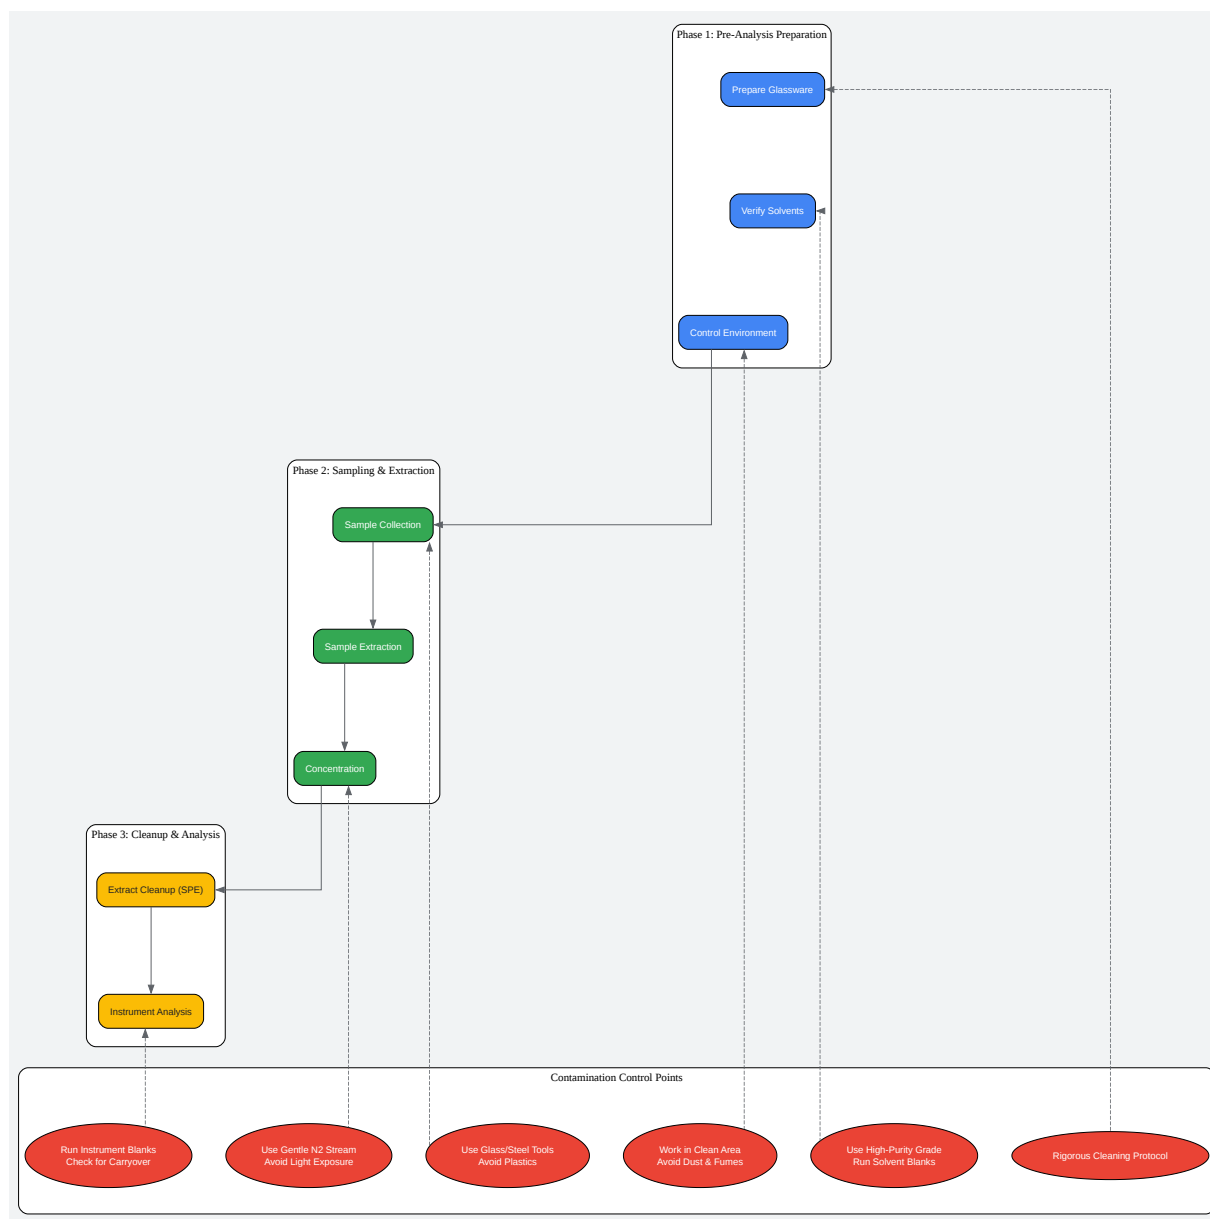 Phase 1: Pre-Analysis Preparation
Prepare Glassware
Verify Solvents
Control Environment
Phase 2: Sampling & Extraction
Sample Collection
Sample Extraction
Concentration
Phase 3: Cleanup & Analysis
Extract Cleanup (SPE)
Instrument Analysis
Contamination Control Points
Run Instrument Blanks
Check for Carryover
Use Gentle N2 Stream
Avoid Light Exposure
Use Glass/Steel Tools
Avoid Plastics
Work in Clean Area
Avoid Dust & Fumes
Use High-Purity Grade
Run Solvent Blanks
Rigorous Cleaning Protocol